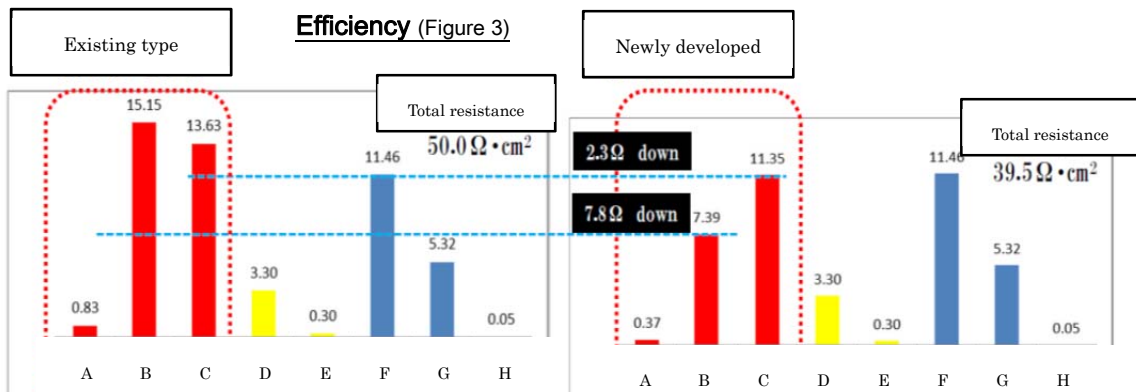 Efficiency (Figure 3)
Existing type
Total resistance
50.0 Ω・cm²
15.15
13.63
11.46
5.32
3.30
0.83
0.30
0.05
A B C D E F G H
Newly developed
Total resistance
39.5 Ω・cm²
2.3Ω down
7.8Ω down
11.35
11.46
7.39
5.32
3.30
0.37
0.30
0.05
A B C D E F G H